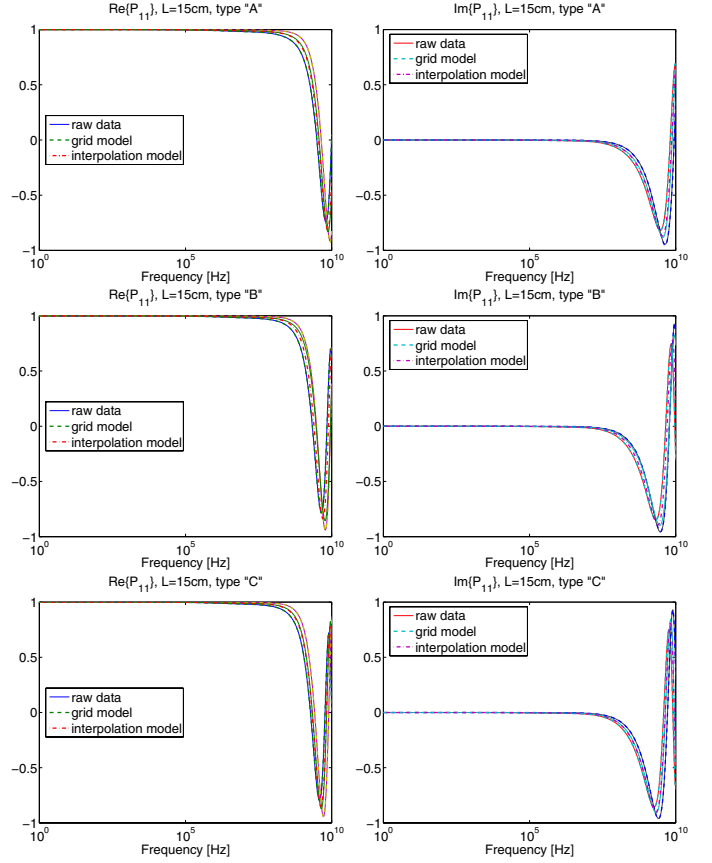 Re{P11}, L=15cm, type "A"
1
0.5
0
−0.5
−1
raw data
grid model
interpolation model
10^0
10^5
10^10
Frequency [Hz]
Im{P11}, L=15cm, type "A"
1
0.5
0
−0.5
−1
raw data
grid model
interpolation model
10^0
10^5
10^10
Frequency [Hz]
Re{P11}, L=15cm, type "B"
1
0.5
0
−0.5
−1
raw data
grid model
interpolation model
10^0
10^5
10^10
Frequency [Hz]
Im{P11}, L=15cm, type "B"
1
0.5
0
−0.5
−1
raw data
grid model
interpolation model
10^0
10^5
10^10
Frequency [Hz]
Re{P11}, L=15cm, type "C"
1
0.5
0
−0.5
−1
raw data
grid model
interpolation model
10^0
10^5
10^10
Frequency [Hz]
Im{P11}, L=15cm, type "C"
1
0.5
0
−0.5
−1
raw data
grid model
interpolation model
10^0
10^5
10^10
Frequency [Hz]